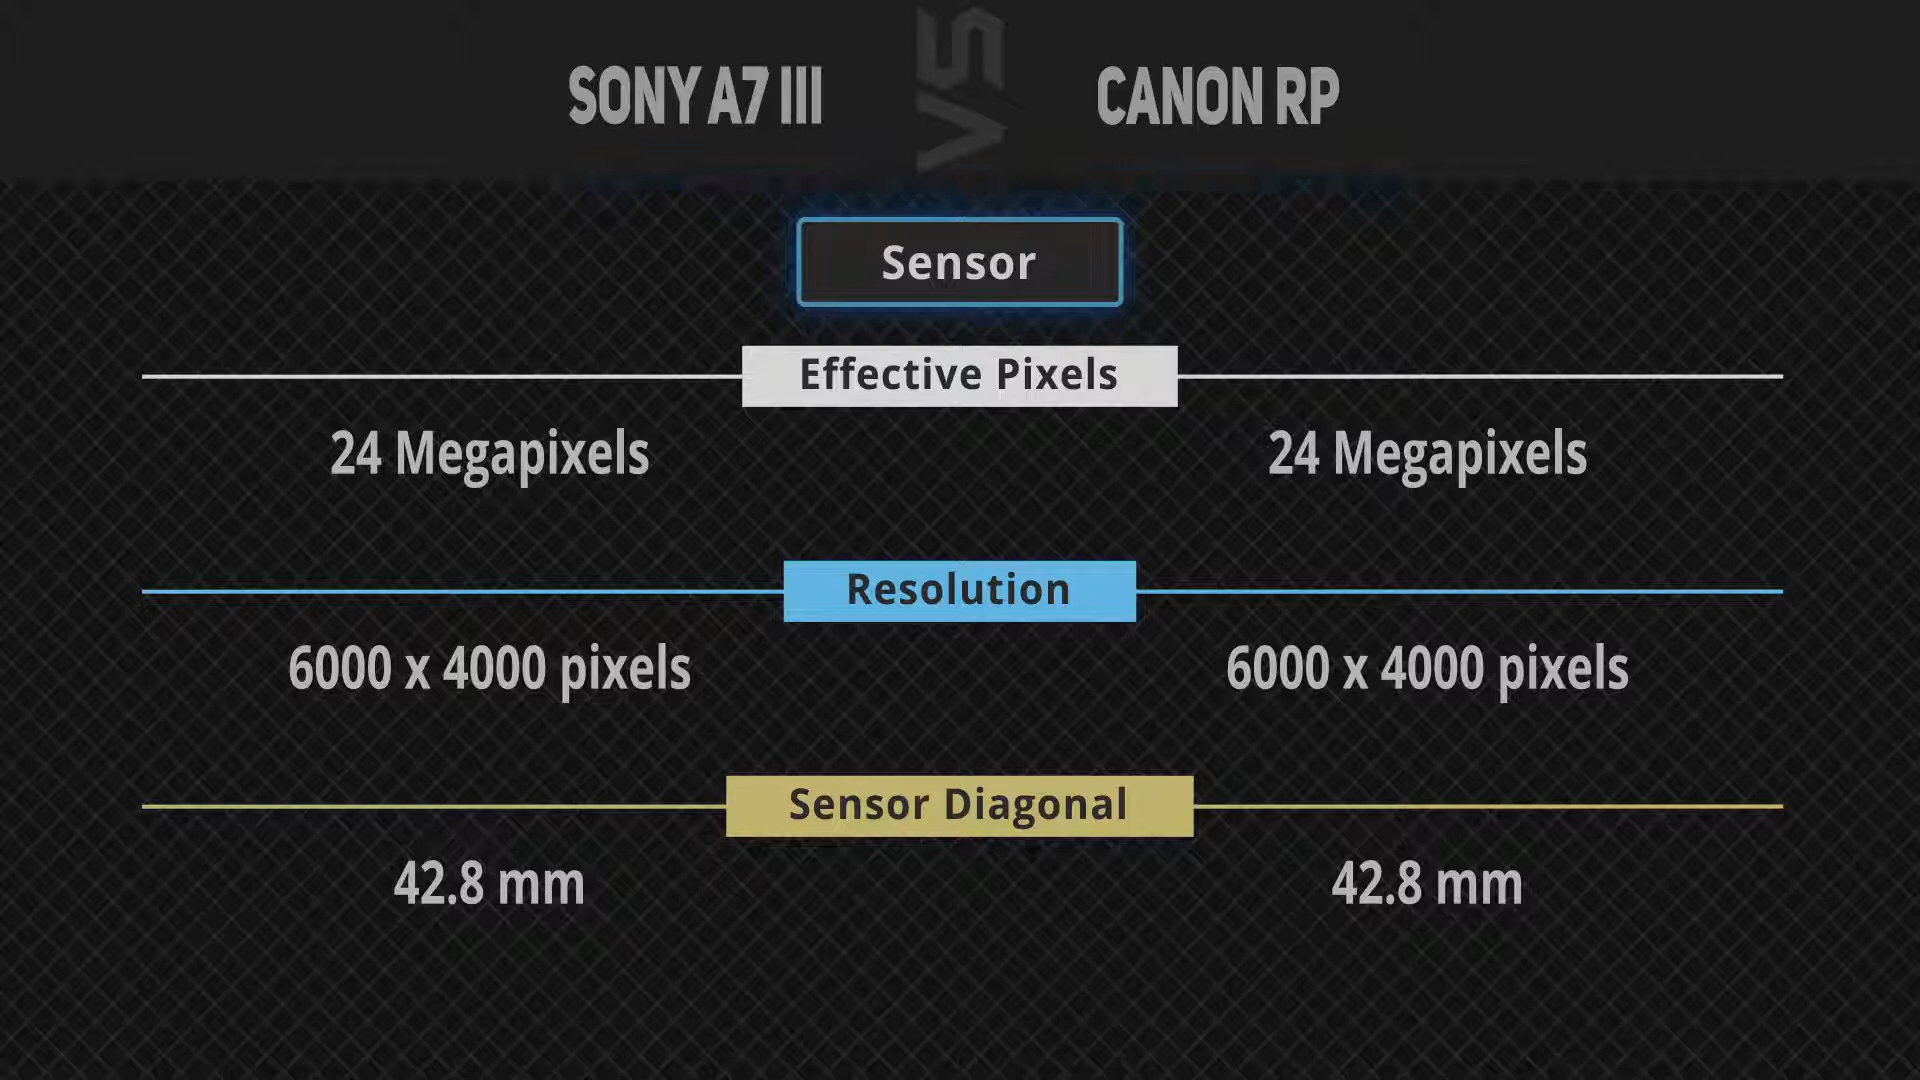 SONY A7 III VS CANON RP
Sensor
Effective Pixels
24 Megapixels 24 Megapixels
Resolution
6000 x 4000 pixels 6000 x 4000 pixels
Sensor Diagonal
42.8 mm 42.8 mm